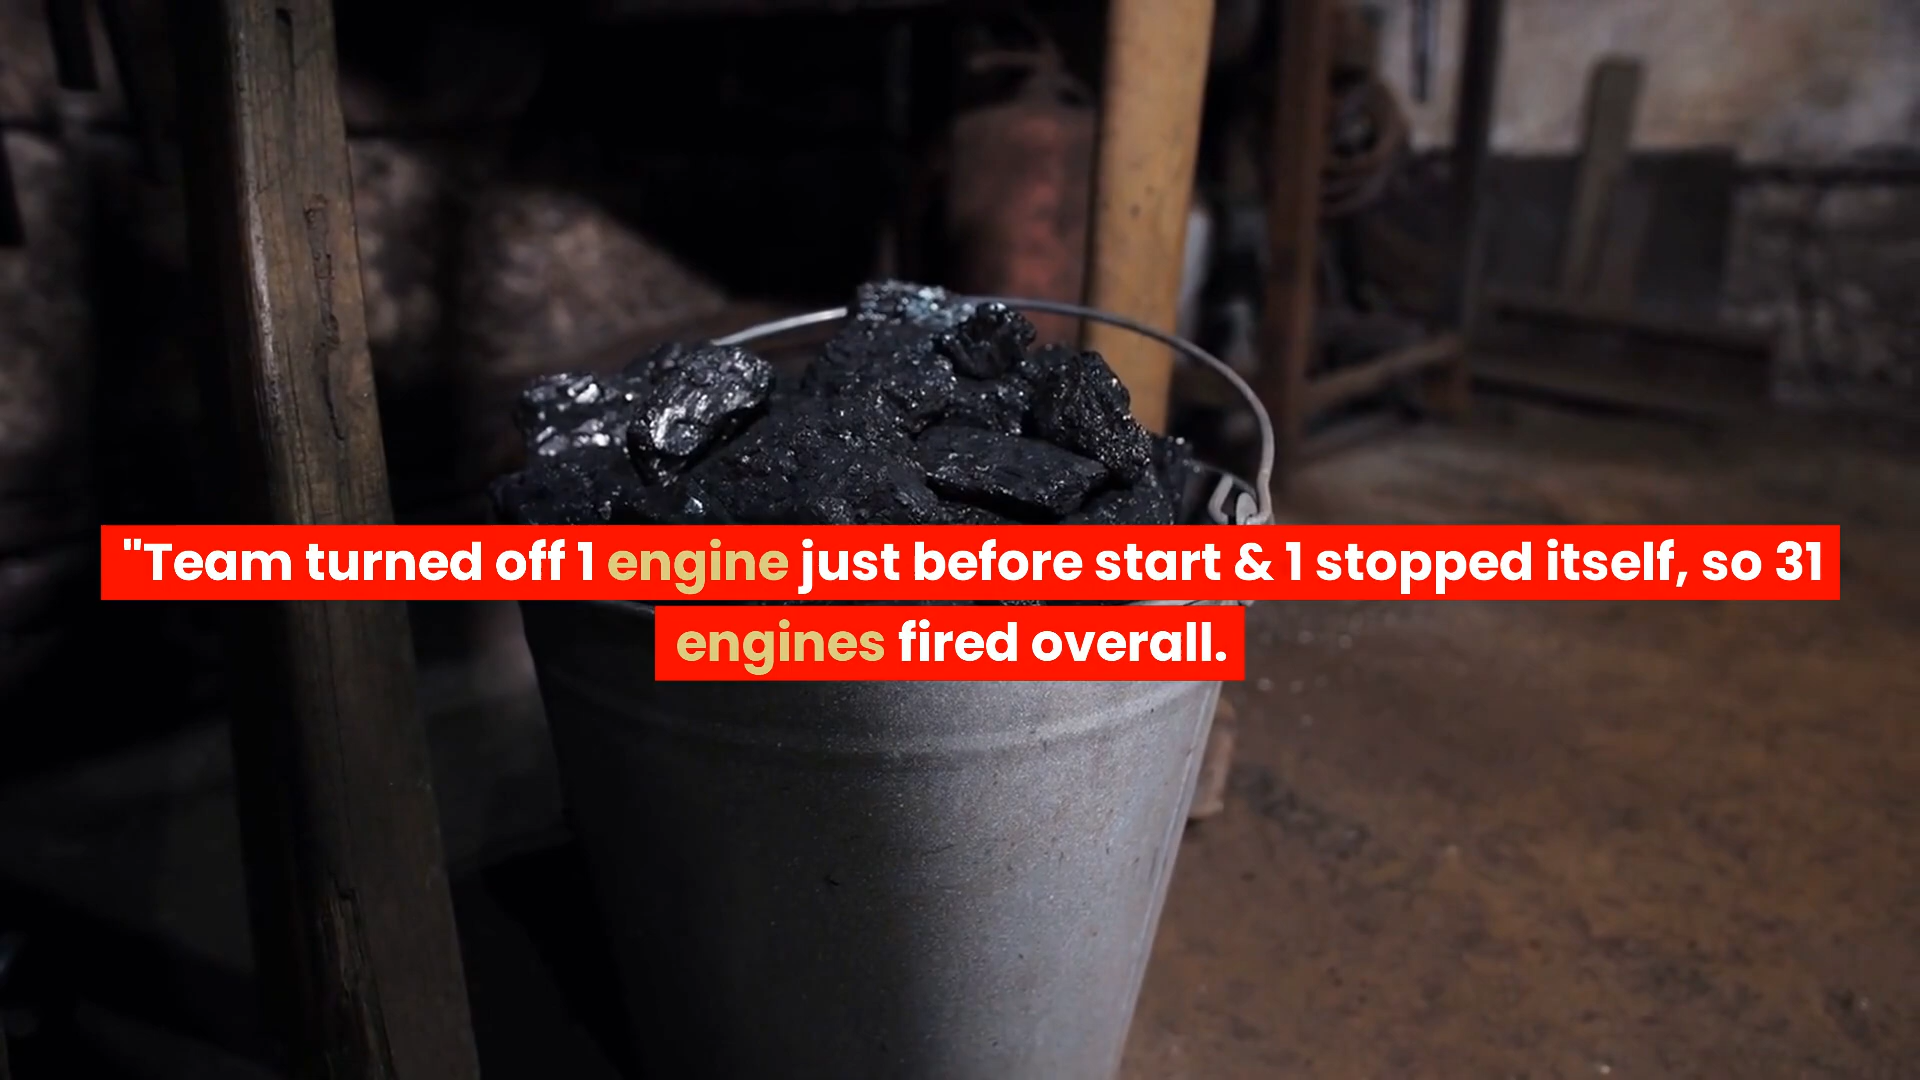 "Team turned off 1 engine just before start & 1 stopped itself, so 31
engines fired overall.